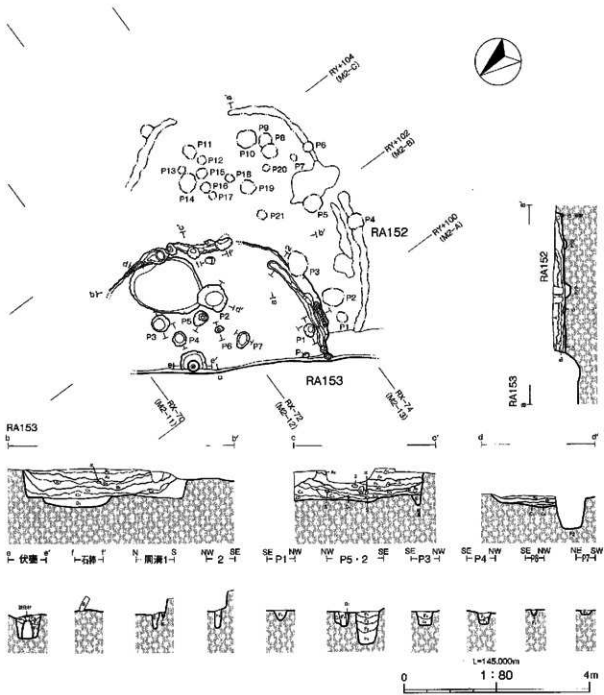 RY+104
(M2-C)
RY+102
(M2-B)
RY+100
(M2-A)
P11
P12
P13
P15
P16
P14
P17
P18
P19
P9
P8
P10
P20
P7
P6
P21
P5
P4
RA152
P3
P2
P1
P5
P2
P3
P4
P6
P7
P1
RA153
RX-70
(M2-11)
RX-72
(M2-12)
RX-74
(M2-13)
RA152
RA153
RA153
b b'
c c'
d d'
e 伏甕 e'
f 石棒 f'
N 周溝1 S
NW 2 SE
SE P1 NW
NW P5・2 SE
SE P3 NW
SE P4 NW
SE P6 NW
NE P7 SW
L=145.000m
1:80
0 4m